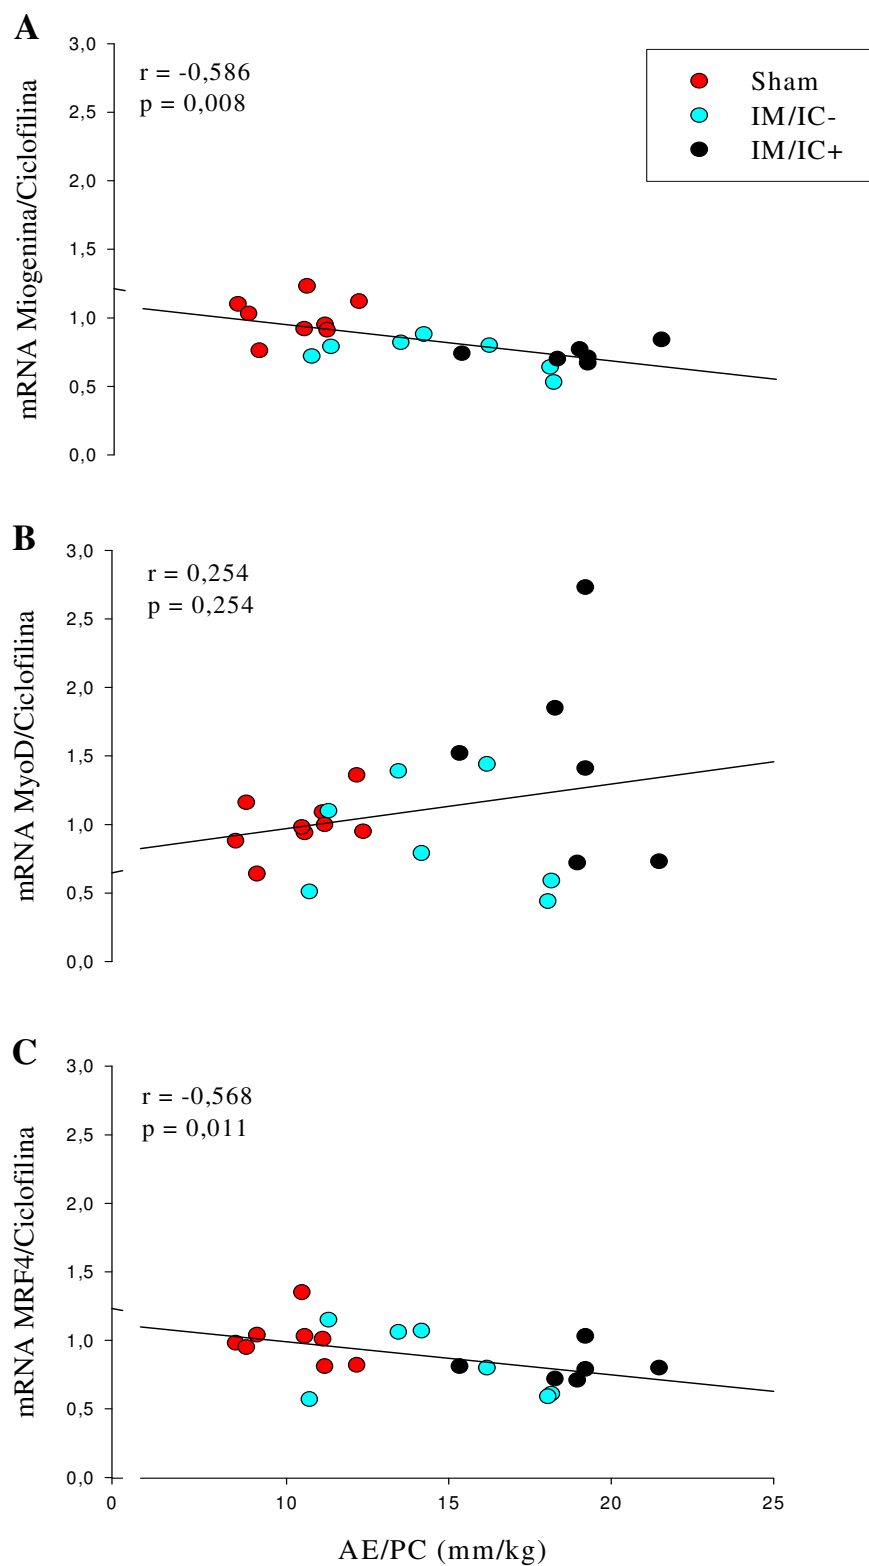 A
3,0
r = -0,586
p = 0,008
Sham
IM/IC-
IM/IC+
2,5
2,0
1,5
1,0
0,5
0,0
mRNA Miogenina/Ciclofilina
B
3,0
r = 0,254
p = 0,254
2,5
2,0
1,5
1,0
0,5
0,0
mRNA MyoD/Ciclofilina
C
3,0
r = -0,568
p = 0,011
2,5
2,0
1,5
1,0
0,5
0,0
mRNA MRF4/Ciclofilina
0 10 15 20 25
AE/PC (mm/kg)